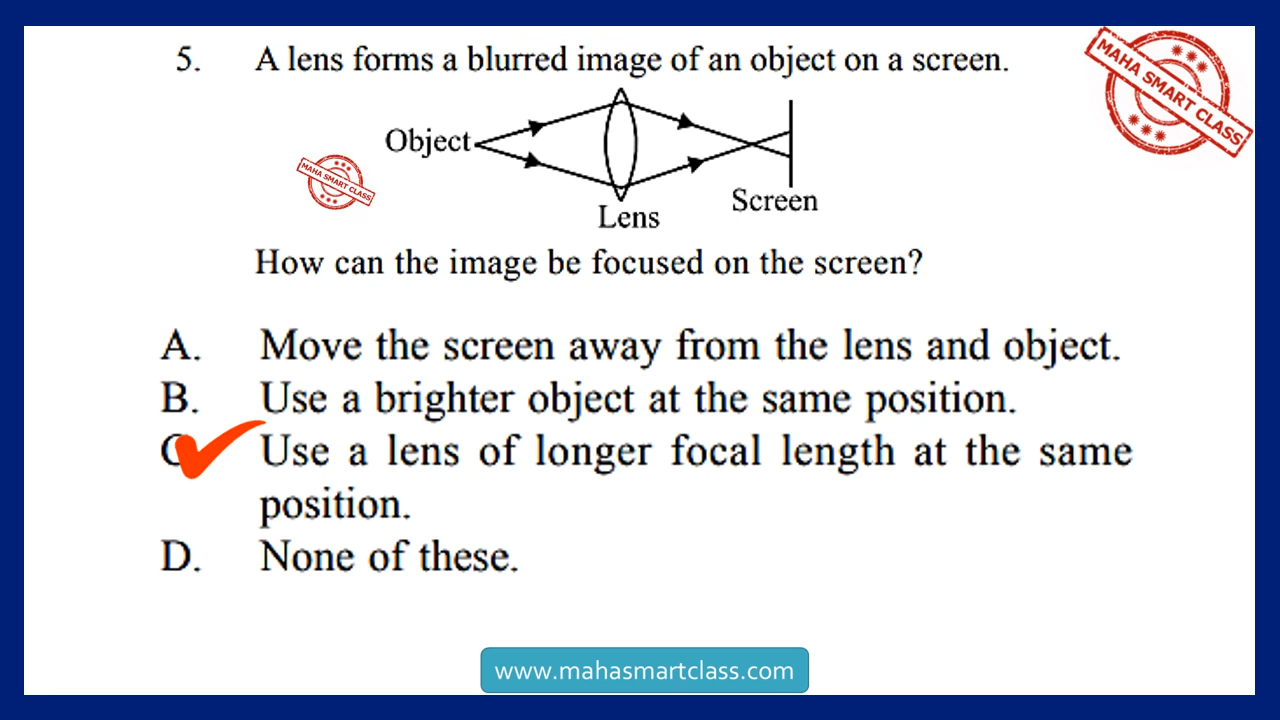 5. A lens forms a blurred image of an object on a screen.
MAHA SMART CLASS
Object
MAHA SMART CLASS
Lens
Screen
How can the image be focused on the screen?
A. Move the screen away from the lens and object.
B. Use a brighter object at the same position.
C. Use a lens of longer focal length at the same
position.
D. None of these.
www.mahasmartclass.com